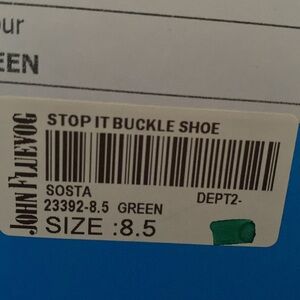 our
EEN
JOHN FLUEVOG
STOP IT BUCKLE SHOE
SOSTA
DEPT2-
23392-8.5 GREEN
SIZE :8.5